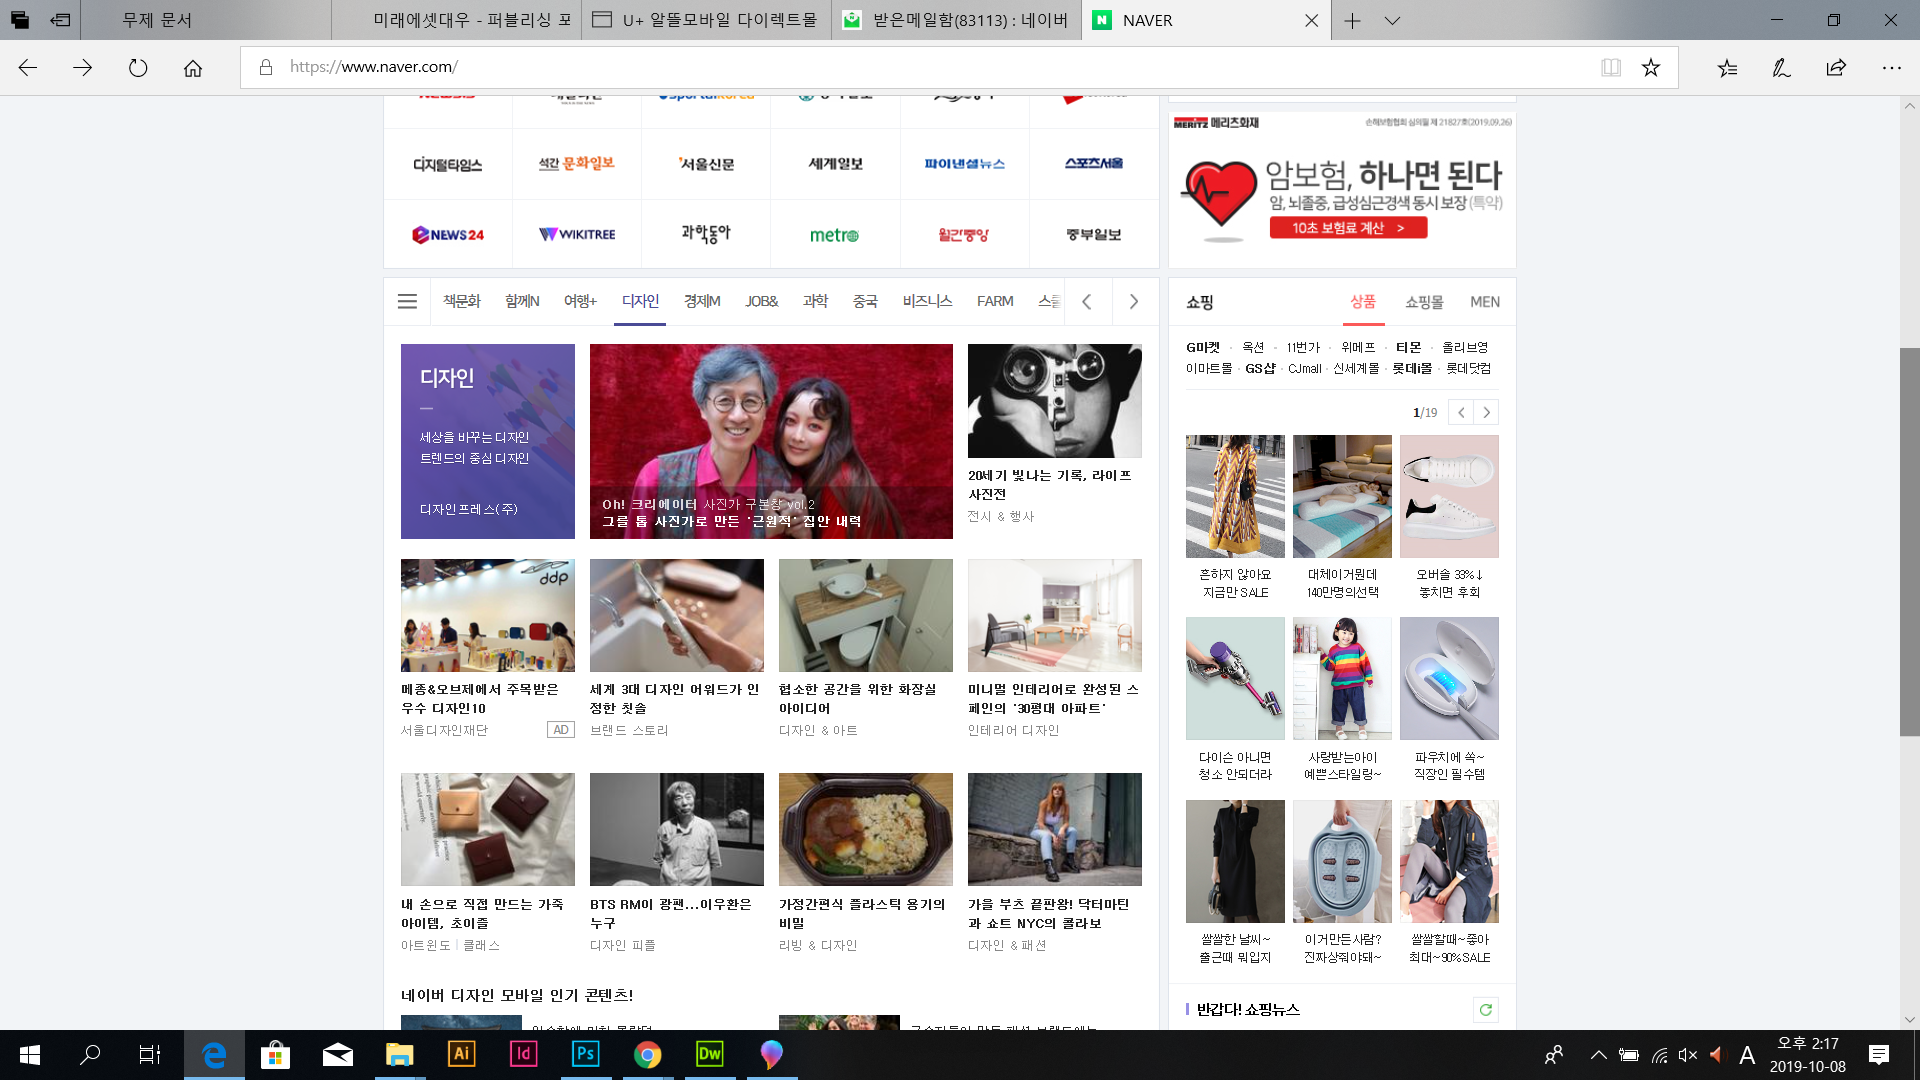 무제 문서
미래에셋대우 - 퍼블리싱 포
U+ 알뜰모바일 다이렉트몰
받은메일함(83113) : 네이버
NAVER
https://www.naver.com/
디지털타임스
석간 문화일보
서울신문
세계일보
파이낸셜뉴스
스포츠서울
eNEWS24
WIKITREE
과학동아
metro
월간중앙
중부일보
MERITZ 메리츠화재
손해보험협회 심의필 제 21827호(2019.09.26)
암보험, 하나면 된다
암, 뇌졸중, 급성심근경색 동시 보장 (특약)
10초 보험료 계산 >
책문화 함께N 여행+ 디자인 경제M JOB& 과학 중국 비즈니스 FARM
디자인
세상을 바꾸는 디자인
트렌드의 중심 디자인
디자인프레스(주)
Oh! 크리에이터 사진가 구본창 vol.2
그를 톱 사진가로 만든 '근원적' 집안 내력
20세기 빛나는 기록, 라이프
사진전
전시 & 행사
ddp
메종&오브제에서 주목받은
우수 디자인10
서울디자인재단
AD
세계 3대 디자인 어워드가 인
정한 칫솔
브랜드 스토리
협소한 공간을 위한 화장실
아이디어
디자인 & 아트
미니멀 인테리어로 완성된 스
페인의 '30평대 아파트'
인테리어 디자인
내 손으로 직접 만드는 가죽
아이템, 초이졸
아트윈도 | 클래스
BTS RM이 광팬...이우환은
누구
디자인 피플
가정간편식 플라스틱 용기의
비밀
리빙 & 디자인
가을 부츠 끝판왕! 닥터마틴
과 쇼트 NYC의 콜라보
디자인 & 패션
네이버 디자인 모바일 인기 콘텐츠!
쇼핑
상품
쇼핑몰
MEN
G마켓 · 옥션 · 11번가 · 위메프 · 티몬 · 올리브영
이마트몰 · GS샵 · CJmall · 신세계몰 · 롯데i몰 · 롯데닷컴
1/19
흔하지 않아요
지금만 SALE
대체이거뭔데
140만명의선택
오버솔 33%↓
놓치면 후회
다이슨 아니면
청소 안되더라
사랑받는아이
예쁜스타일링~
파우치에 쏙~
직장인 필수템
쌀쌀한 날씨~
출근때 뭐입지
이거만든사람?
진짜상줘야돼~
쌀쌀할때~좋아
최대~90%SALE
반갑다! 쇼핑뉴스
Ai
Id
Ps
Dw
A
오후 2:17
2019-10-08